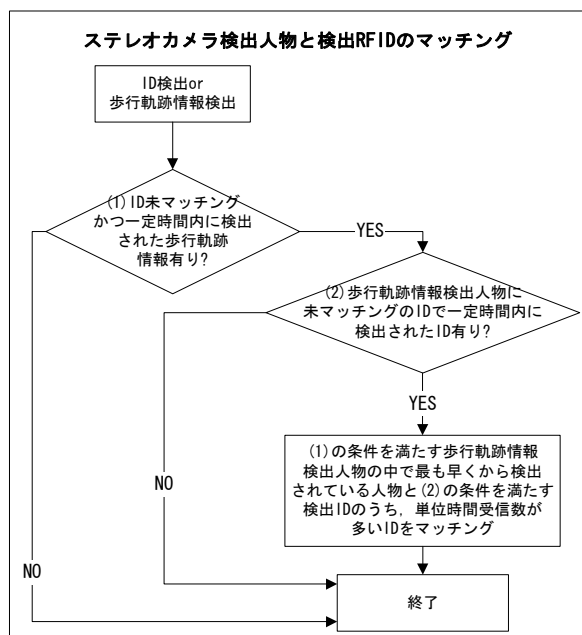 ステレオカメラ検出人物と検出RFIDのマッチング
ID検出or
歩行軌跡情報検出
(1)ID未マッチング
かつ一定時間内に検出
された歩行軌跡
情報有り?
YES
(2)歩行軌跡情報検出人物に
未マッチングのIDで一定時間内に
検出されたID有り?
YES
(1)の条件を満たす歩行軌跡情報
検出人物の中で最も早くから検出
されている人物と(2)の条件を満たす
検出IDのうち，単位時間受信数が
多いIDをマッチング
NO
NO
終了